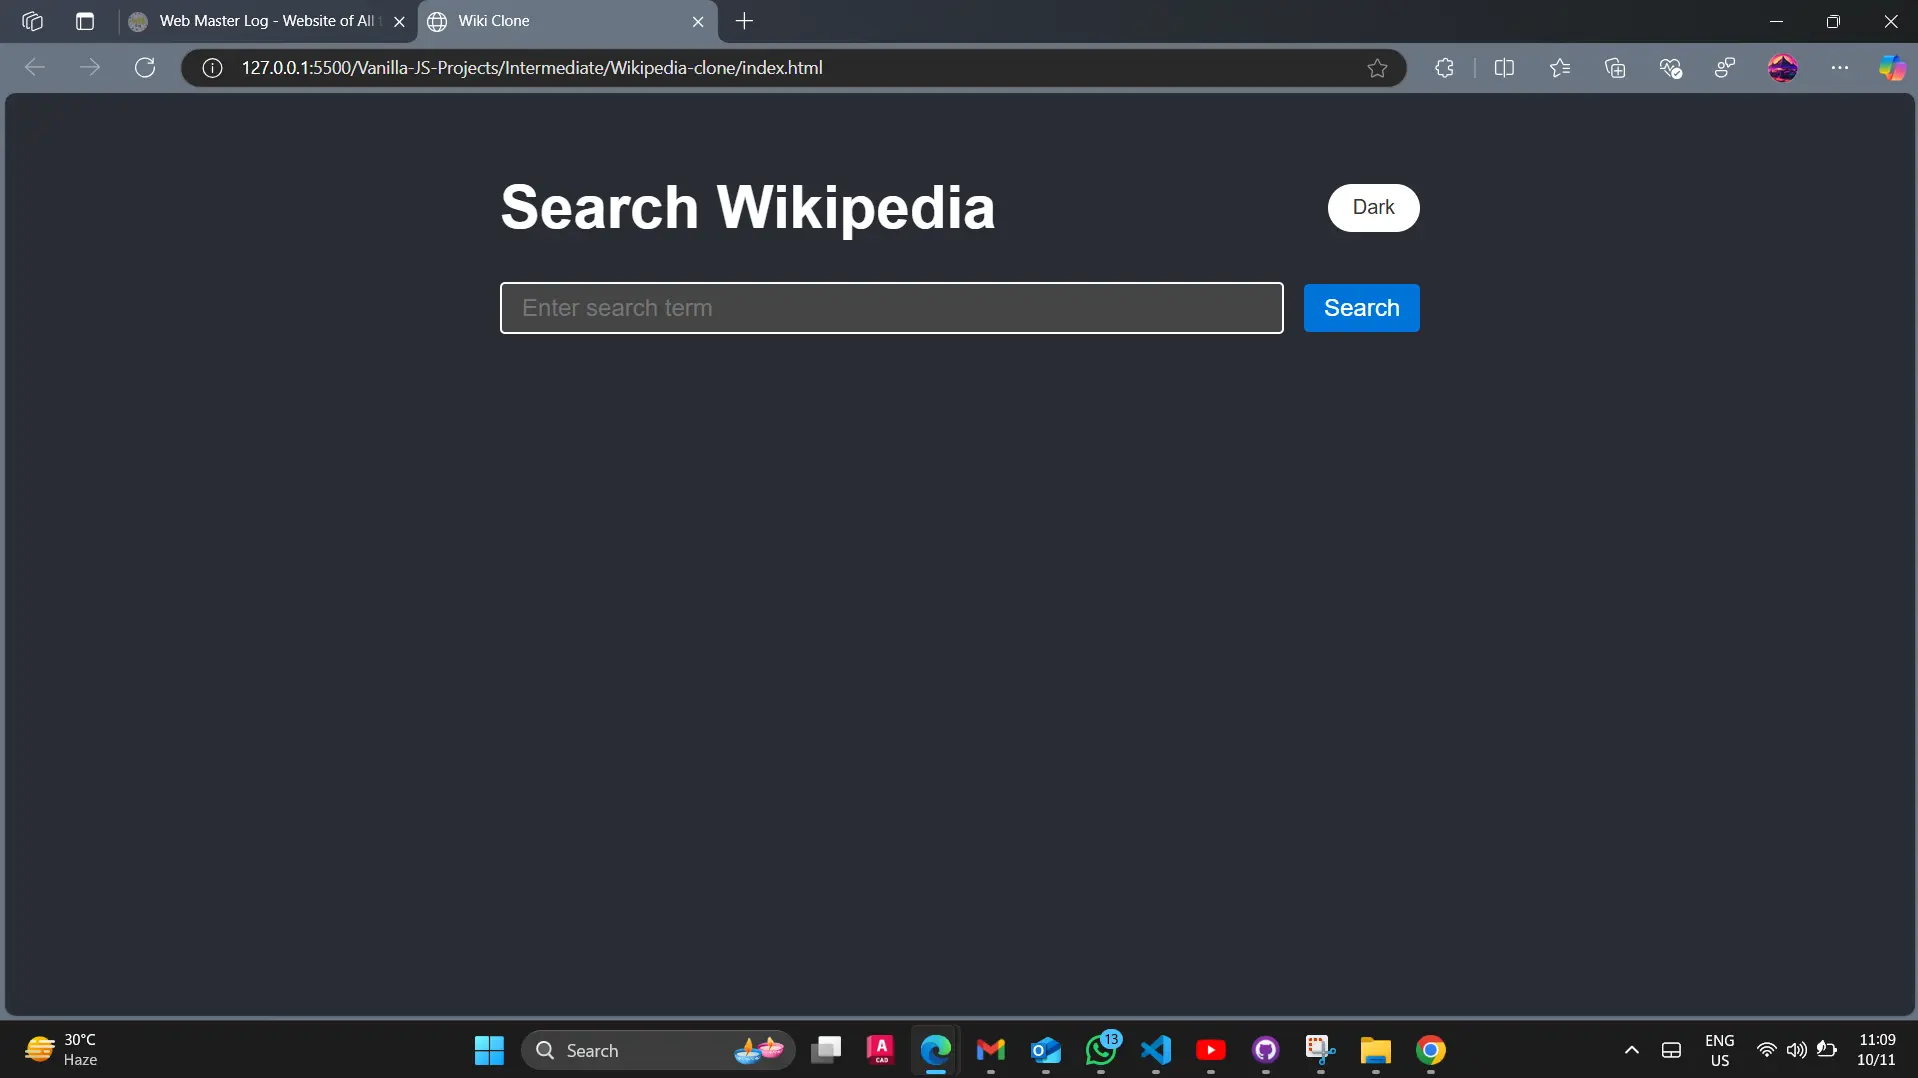 Web Master Log - Website of All
Wiki Clone
127.0.0.1:5500/Vanilla-JS-Projects/Intermediate/Wikipedia-clone/index.html
Search Wikipedia
Dark
Enter search term
Search
30°C
Haze
Search
A
CAD
13
ENG
US
11:09
10/11